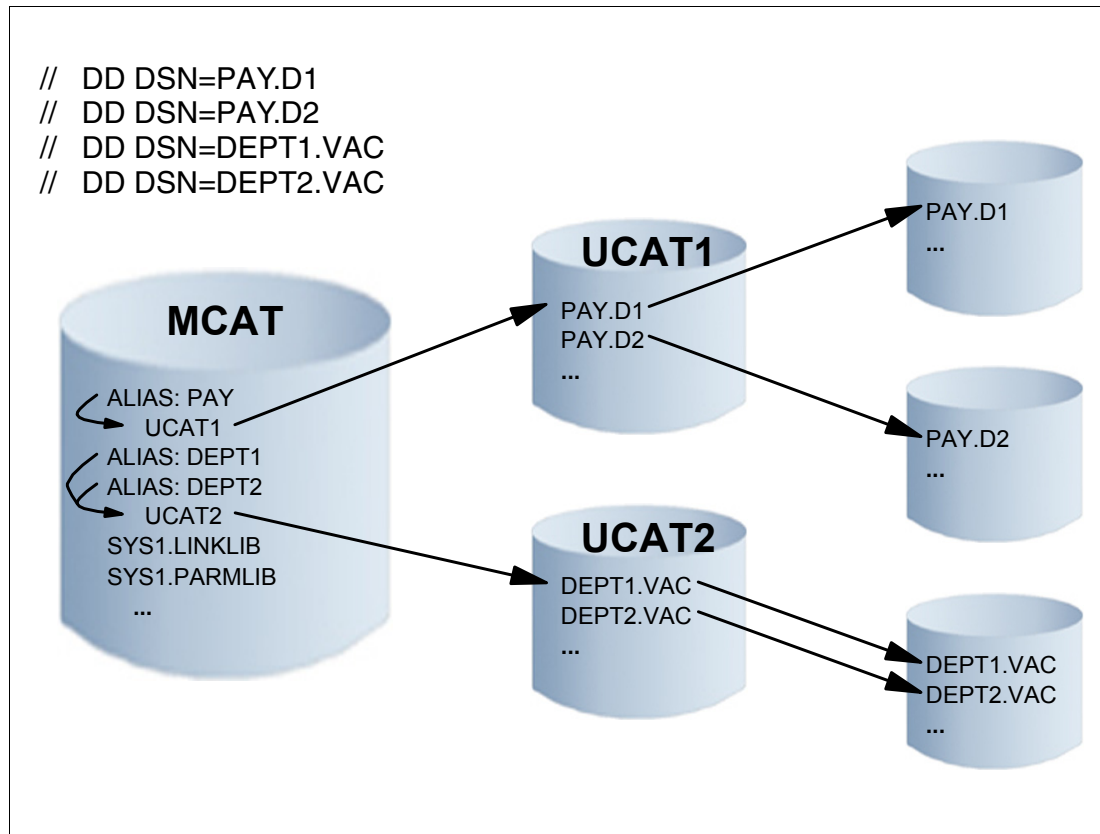 // DD DSN=PAY.D1
// DD DSN=PAY.D2
// DD DSN=DEPT1.VAC
// DD DSN=DEPT2.VAC
MCAT
ALIAS: PAY
UCAT1
ALIAS: DEPT1
ALIAS: DEPT2
UCAT2
SYS1.LINKLIB
SYS1.PARMLIB
...
UCAT1
PAY.D1
PAY.D2
...
UCAT2
DEPT1.VAC
DEPT2.VAC
...
PAY.D1
...
PAY.D2
...
DEPT1.VAC
DEPT2.VAC
...